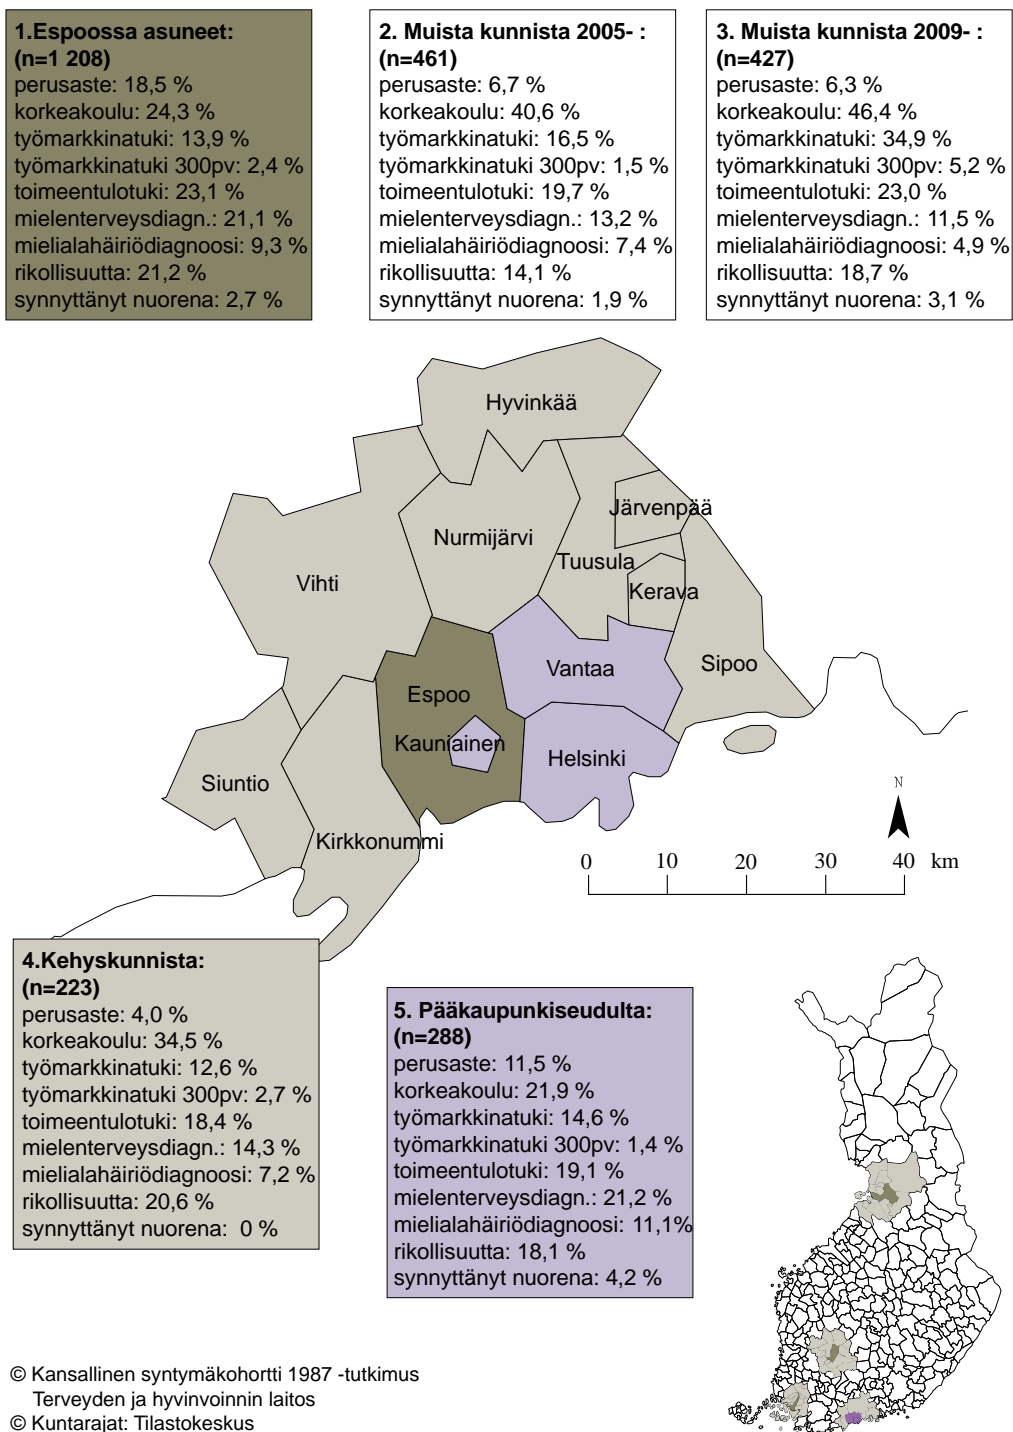 1.Espoossa asuneet:
(n=1 208)
perusaste: 18,5 %
korkeakoulu: 24,3 %
työmarkkinatuki: 13,9 %
työmarkkinatuki 300pv: 2,4 %
toimeentulotuki: 23,1 %
mielenterveysdiagn.: 21,1 %
mielialahäiriödiagnoosi: 9,3 %
rikollisuutta: 21,2 %
synnyttänyt nuorena: 2,7 %
2. Muista kunnista 2005- :
(n=461)
perusaste: 6,7 %
korkeakoulu: 40,6 %
työmarkkinatuki: 16,5 %
työmarkkinatuki 300pv: 1,5 %
toimeentulotuki: 19,7 %
mielenterveysdiagn.: 13,2 %
mielialahäiriödiagnoosi: 7,4 %
rikollisuutta: 14,1 %
synnyttänyt nuorena: 1,9 %
3. Muista kunnista 2009- :
(n=427)
perusaste: 6,3 %
korkeakoulu: 46,4 %
työmarkkinatuki: 34,9 %
työmarkkinatuki 300pv: 5,2 %
toimeentulotuki: 23,0 %
mielenterveysdiagn.: 11,5 %
mielialahäiriödiagnoosi: 4,9 %
rikollisuutta: 18,7 %
synnyttänyt nuorena: 3,1 %
Hyvinkää
Järvenpää
Nurmijärvi
Tuusula
Vihti
Kerava
Sipoo
Vantaa
Espoo
Kauniainen
Helsinki
Siuntio
Kirkkonummi
N
0 10 20 30 40 km
4.Kehyskunnista:
(n=223)
perusaste: 4,0 %
korkeakoulu: 34,5 %
työmarkkinatuki: 12,6 %
työmarkkinatuki 300pv: 2,7 %
toimeentulotuki: 18,4 %
mielenterveysdiagn.: 14,3 %
mielialahäiriödiagnoosi: 7,2 %
rikollisuutta: 20,6 %
synnyttänyt nuorena: 0 %
5. Pääkaupunkiseudulta:
(n=288)
perusaste: 11,5 %
korkeakoulu: 21,9 %
työmarkkinatuki: 14,6 %
työmarkkinatuki 300pv: 1,4 %
toimeentulotuki: 19,1 %
mielenterveysdiagn.: 21,2 %
mielialahäiriödiagnoosi: 11,1%
rikollisuutta: 18,1 %
synnyttänyt nuorena: 4,2 %
© Kansallinen syntymäkohortti 1987 -tutkimus
Terveyden ja hyvinvoinnin laitos
© Kuntarajat: Tilastokeskus